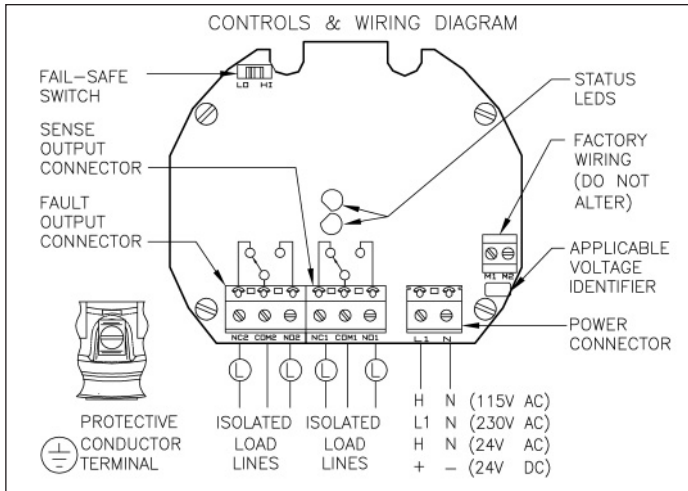 CONTROLS & WIRING DIAGRAM
FAIL-SAFE
SWITCH
LO HI
STATUS
LEDS
SENSE
OUTPUT
CONNECTOR
FACTORY
WIRING
(DO NOT
ALTER)
FAULT
OUTPUT
CONNECTOR
M1 M2
APPLICABLE
VOLTAGE
IDENTIFIER
POWER
CONNECTOR
NC2 COM2 NO2 NC1 COM1 NO1 L1 N
L L L L
PROTECTIVE
CONDUCTOR
TERMINAL
ISOLATED
LOAD
LINES
ISOLATED
LOAD
LINES
H N (115V AC)
L1 N (230V AC)
H N (24V AC)
+ − (24V DC)